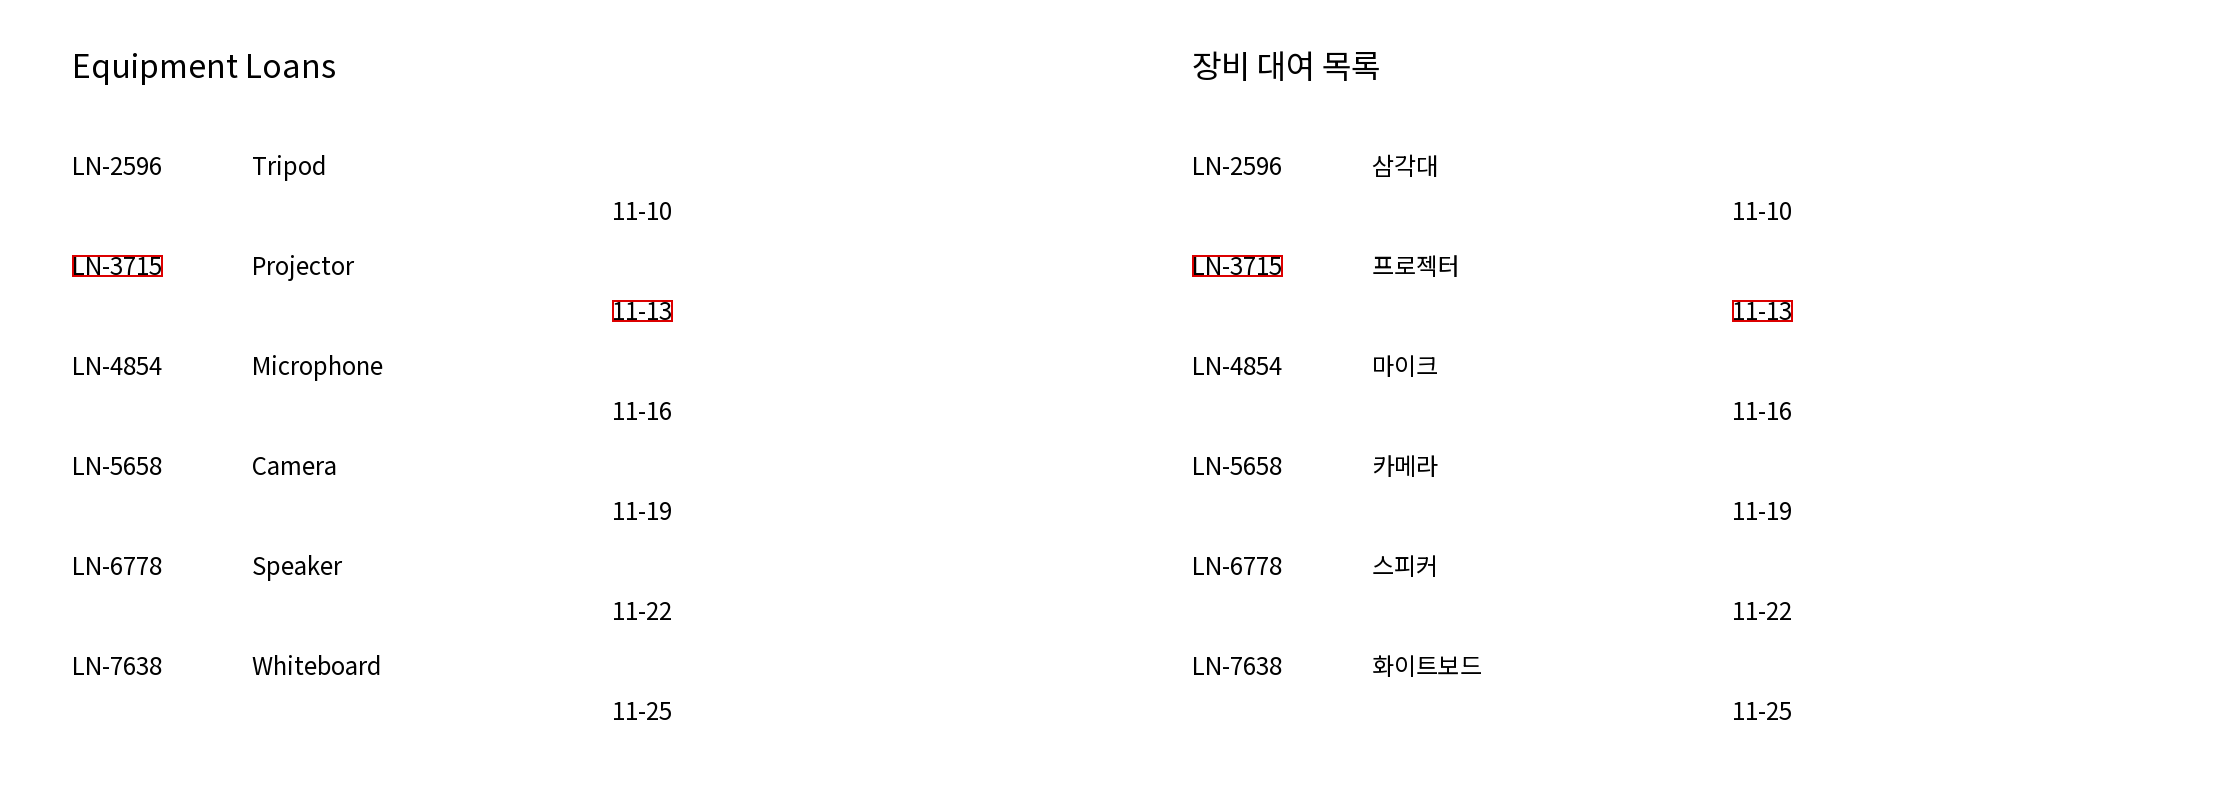 Equipment Loans
LN-2596 Tripod
11-10
LN-3715 Projector
11-13
LN-4854 Microphone
11-16
LN-5658 Camera
11-19
LN-6778 Speaker
11-22
LN-7638 Whiteboard
11-25
장비 대여 목록
LN-2596 삼각대
11-10
LN-3715 프로젝터
11-13
LN-4854 마이크
11-16
LN-5658 카메라
11-19
LN-6778 스피커
11-22
LN-7638 화이트보드
11-25